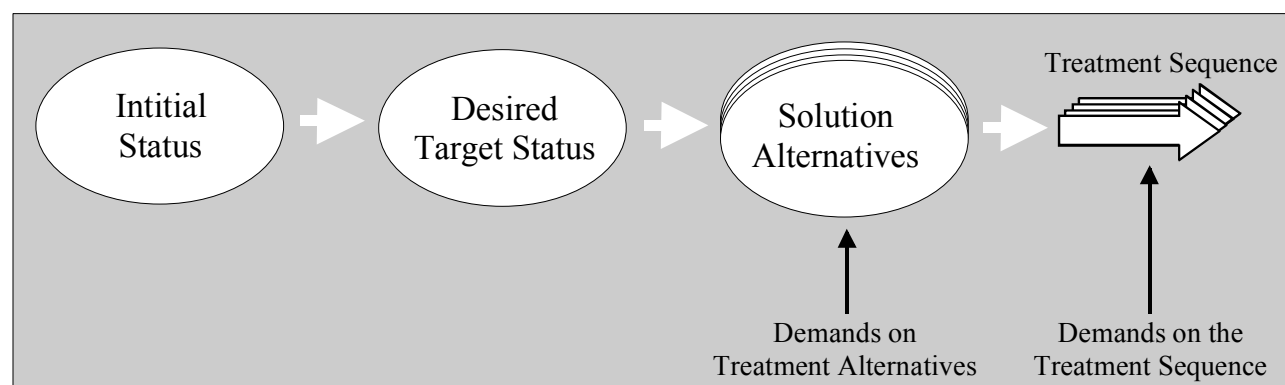 Intitial
Status
Desired
Target Status
Solution
Alternatives
Treatment Sequence
Demands on
Treatment Alternatives
Demands on the
Treatment Sequence